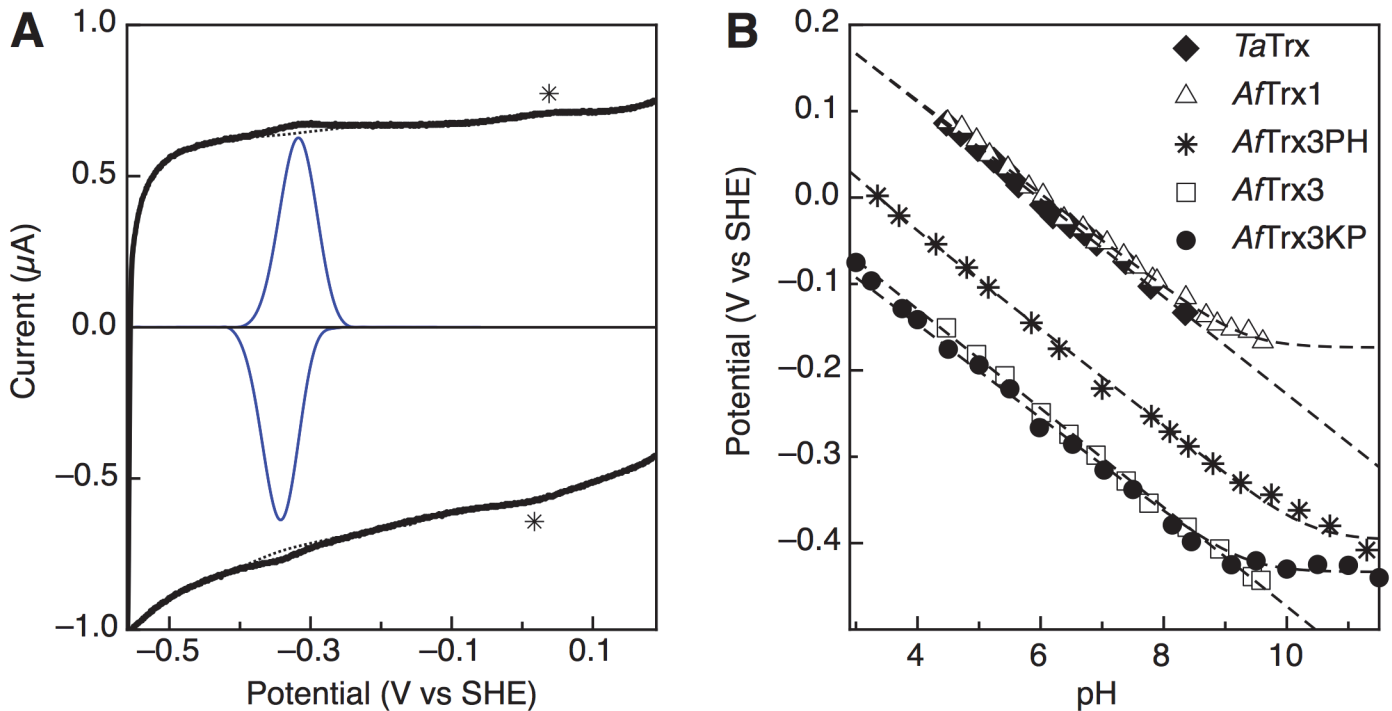 A
1.0
0.5
0.0
−0.5
−1.0
Current (µA)
−0.5 −0.3 −0.1 0.1
Potential (V vs SHE)
B
0.2
0.1
0.0
−0.1
−0.2
−0.3
−0.4
Potential (V vs SHE)
TaTrx
AfTrx1
AfTrx3PH
AfTrx3
AfTrx3KP
4 6 8 10
pH